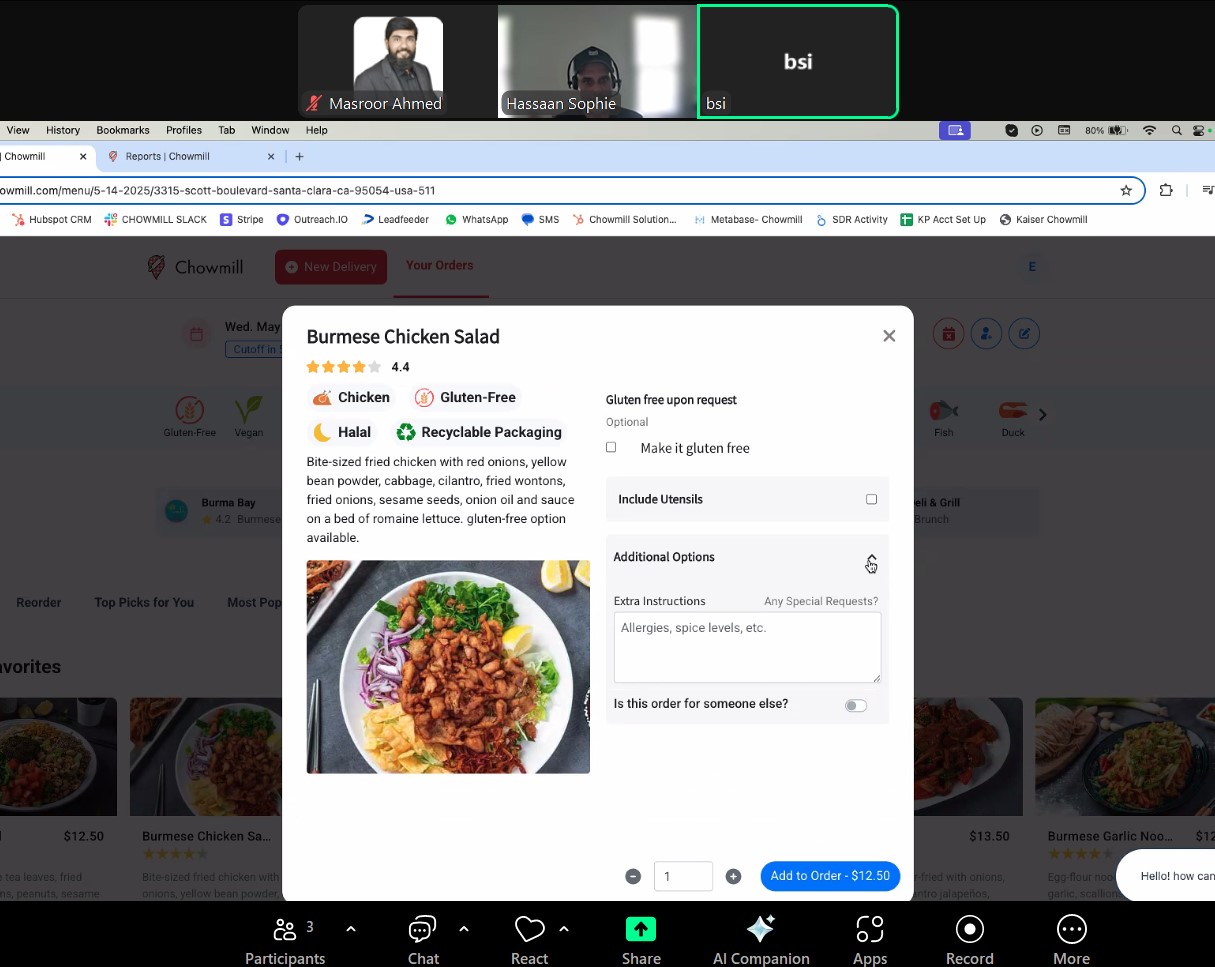 bsi
Masroor Ahmed
Hassaan Sophie
bsi
View History Bookmarks Profiles Tab Window Help
80%
Chowmill
Reports | Chowmill
owmill.com/menu/5-14-2025/3315-scott-boulevard-santa-clara-ca-95054-usa-511
Hubspot CRM CHOWMILL SLACK Stripe Outreach.IO Leadfeeder WhatsApp SMS Chowmill Solution... Metabase- Chowmill SDR Activity KP Acct Set Up Kaiser Chowmill
Chowmill
New Delivery
Your Orders
E
Wed. May
Cutoff in
Gluten-Free
Vegan
Fish
Duck
Burma Bay
4.2 Burmese
eli & Grill
Brunch
Reorder
Top Picks for You
Most Pop
avorites
Burmese Chicken Salad
4.4
Chicken
Gluten-Free
Halal
Recyclable Packaging
Bite-sized fried chicken with red onions, yellow
bean powder, cabbage, cilantro, fried wontons,
fried onions, sesame seeds, onion oil and sauce
on a bed of romaine lettuce. gluten-free option
available.
Gluten free upon request
Optional
Make it gluten free
Include Utensils
Additional Options
Extra Instructions
Any Special Requests?
Allergies, spice levels, etc.
Is this order for someone else?
1
Add to Order - $12.50
$12.50
e tea leaves, fried
ns, peanuts, sesame
Burmese Chicken Sa...
Bite-sized fried chicken with
onions, yellow bean powder,
$13.50
r-fried with onions,
tro jalapeños,
Burmese Garlic Noo...
$12
Egg-flour noo
garlic, scallions
Hello! how can
Participants
3
Chat
React
Share
AI Companion
Apps
Record
More